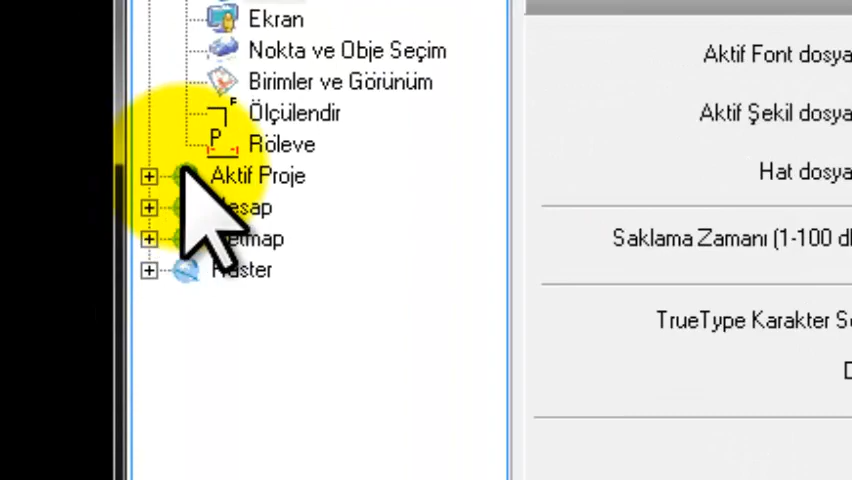 Ekran
Nokta ve Obje Seçim
Birimler ve Görünüm
F
Ölçülendir
P
Röleve
Aktif Proje
Aktif Font dosya
Aktif Şekil dosya
Hat dosya
Saklama Zamanı (1-100
TrueType Karakter